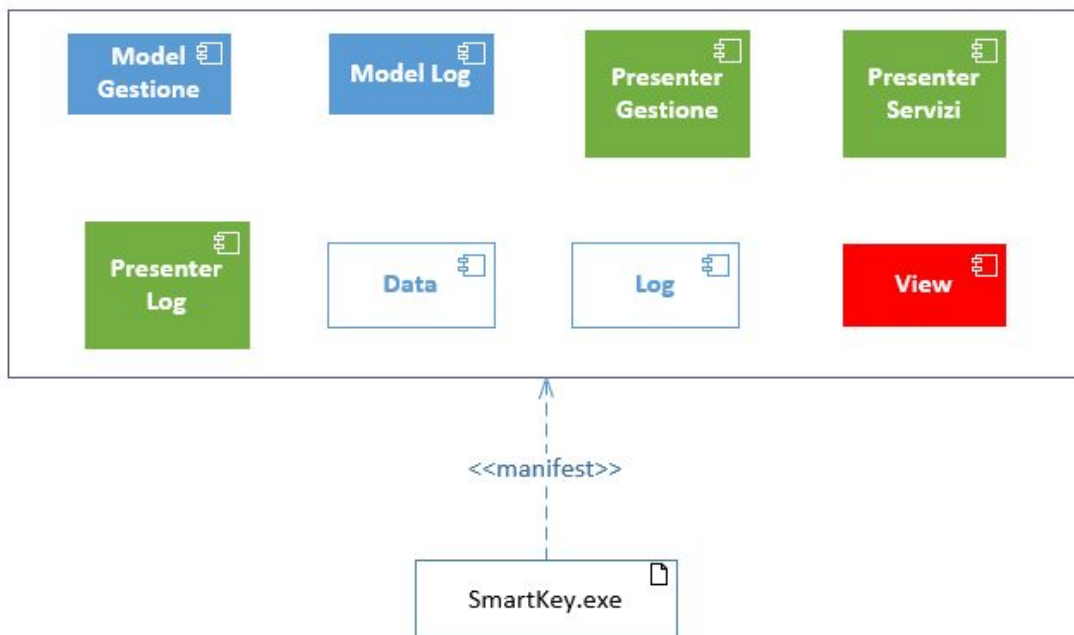 Model
Gestione
Model Log
Presenter
Gestione
Presenter
Servizi
Presenter
Log
Data
Log
View
<<manifest>>
SmartKey.exe